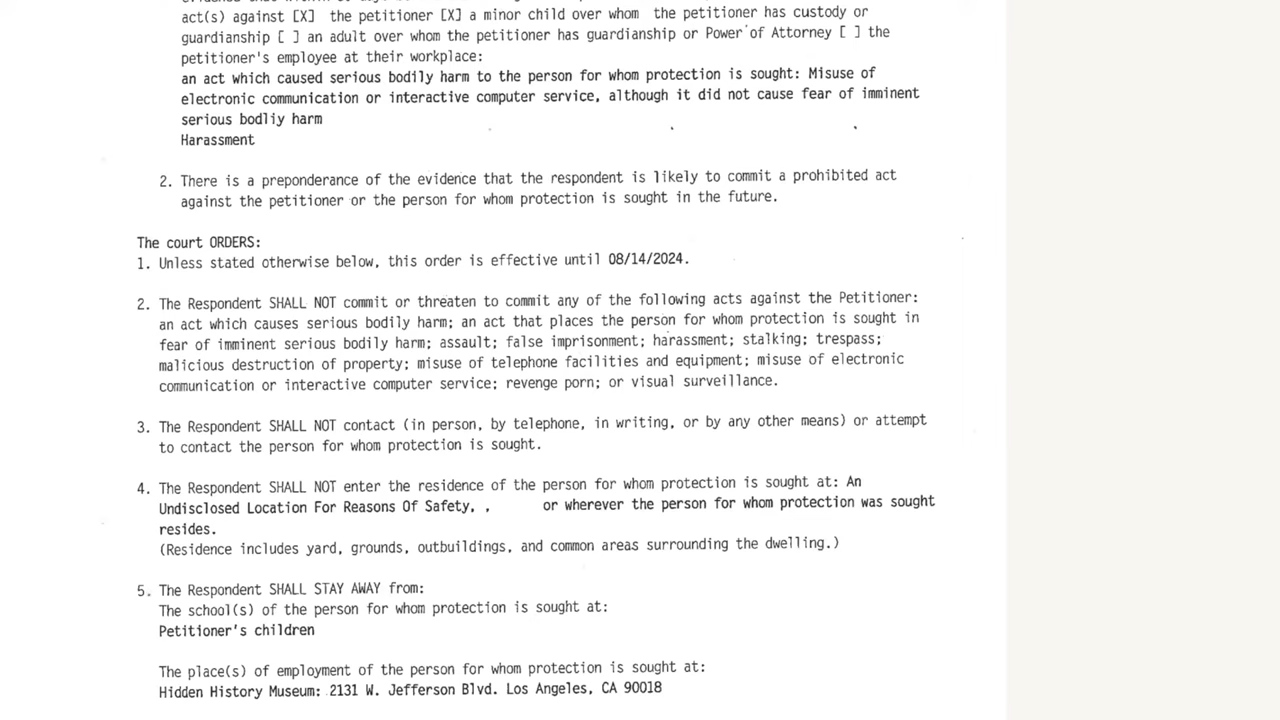 act(s) against [X] the petitioner [X] a minor child over whom the petitioner has custody or
guardianship [ ] an adult over whom the petitioner has guardianship or Power of Attorney [ ] the
petitioner's employee at their workplace:
an act which caused serious bodily harm to the person for whom protection is sought: Misuse of
electronic communication or interactive computer service, although it did not cause fear of imminent
serious bodliy harm
Harassment
2. There is a preponderance of the evidence that the respondent is likely to commit a prohibited act
against the petitioner or the person for whom protection is sought in the future.
The court ORDERS:
1. Unless stated otherwise below, this order is effective until 08/14/2024.
2. The Respondent SHALL NOT commit or threaten to commit any of the following acts against the Petitioner:
an act which causes serious bodily harm; an act that places the person for whom protection is sought in
fear of imminent serious bodily harm; assault; false imprisonment; harassment; stalking; trespass;
malicious destruction of property; misuse of telephone facilities and equipment; misuse of electronic
communication or interactive computer service; revenge porn; or visual surveillance.
3. The Respondent SHALL NOT contact (in person, by telephone, in writing, or by any other means) or attempt
to contact the person for whom protection is sought.
4. The Respondent SHALL NOT enter the residence of the person for whom protection is sought at: An
Undisclosed Location For Reasons Of Safety, , or wherever the person for whom protection was sought
resides.
(Residence includes yard, grounds, outbuildings, and common areas surrounding the dwelling.)
5. The Respondent SHALL STAY AWAY from:
The school(s) of the person for whom protection is sought at:
Petitioner's children
The place(s) of employment of the person for whom protection is sought at:
Hidden History Museum: 2131 W. Jefferson Blvd. Los Angeles, CA 90018